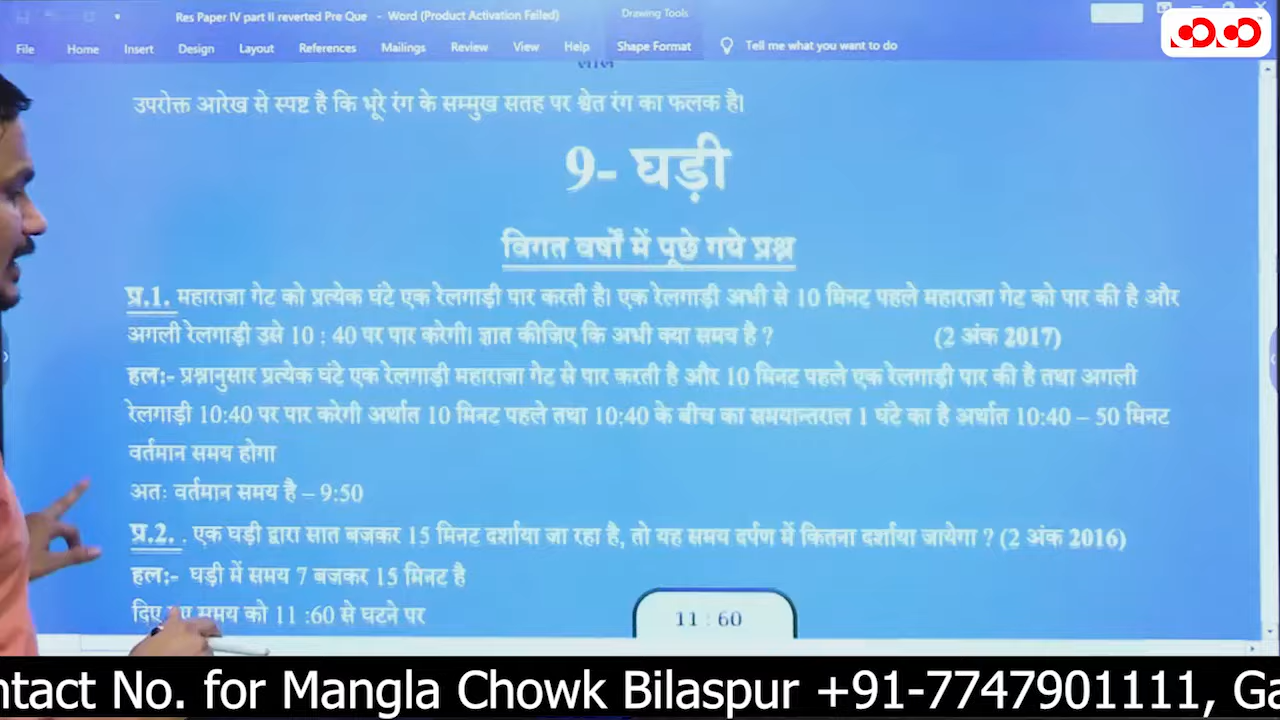 Res Paper IV part II reverted Pre Que - Word (Product Activation Failed)
Drawing Tools
File Home Insert Design Layout References Mailings Review View Help Shape Format Tell me what you want to do
लाल
उपरोक्त आरेख से स्पष्ट है कि भूरे रंग के सम्मुख सतह पर श्वेत रंग का फलक है।
9- घड़ी
विगत वर्षों में पूछे गये प्रश्न
प्र.1. महाराजा गेट को प्रत्येक घंटे एक रेलगाड़ी पार करती है। एक रेलगाड़ी अभी से 10 मिनट पहले महाराजा गेट को पार की है और
अगली रेलगाड़ी उसे 10 : 40 पर पार करेगी। ज्ञात कीजिए कि अभी क्या समय है ? (2 अंक 2017)
हल:- प्रश्नानुसार प्रत्येक घंटे एक रेलगाड़ी महाराजा गेट से पार करती है और 10 मिनट पहले एक रेलगाड़ी पार की है तथा अगली
रेलगाड़ी 10:40 पर पार करेगी अर्थात 10 मिनट पहले तथा 10:40 के बीच का समयान्तराल 1 घंटे का है अर्थात 10:40 – 50 मिनट
वर्तमान समय होगा
अतः वर्तमान समय है – 9:50
प्र.2. . एक घड़ी द्वारा सात बजकर 15 मिनट दर्शाया जा रहा है, तो यह समय दर्पण में कितना दर्शाया जायेगा ? (2 अंक 2016)
हल:- घड़ी में समय 7 बजकर 15 मिनट है
दिए समय को 11 :60 से घटने पर
11 : 60
ntact No. for Mangla Chowk Bilaspur +91-7747901111, Ga